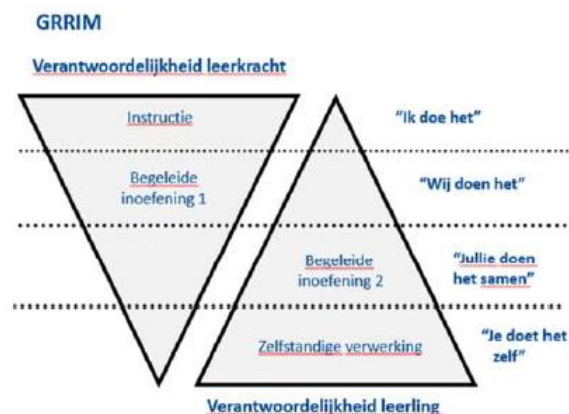 GRRIM
Verantwoordelijkheid leerkracht
Instructie
"Ik doe het"
Begeleide
inoefening 1
"Wij doen het"
Begeleide
inoefening 2
"Jullie doen
het samen"
Zelfstandige verwerking
"Je doet het
zelf"
Verantwoordelijkheid leerling